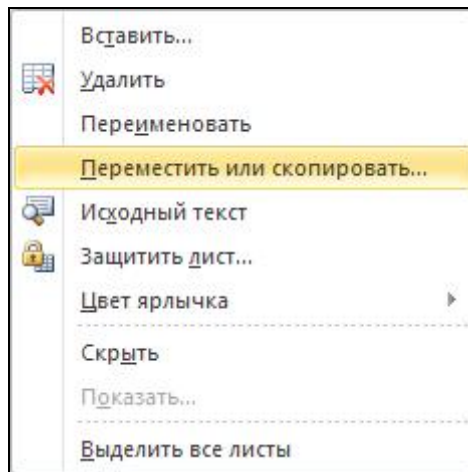 Вставить...
Удалить
Переименовать
Переместить или скопировать...
Исходный текст
Защитить лист...
Цвет ярлычка
Скрыть
Показать...
Выделить все листы